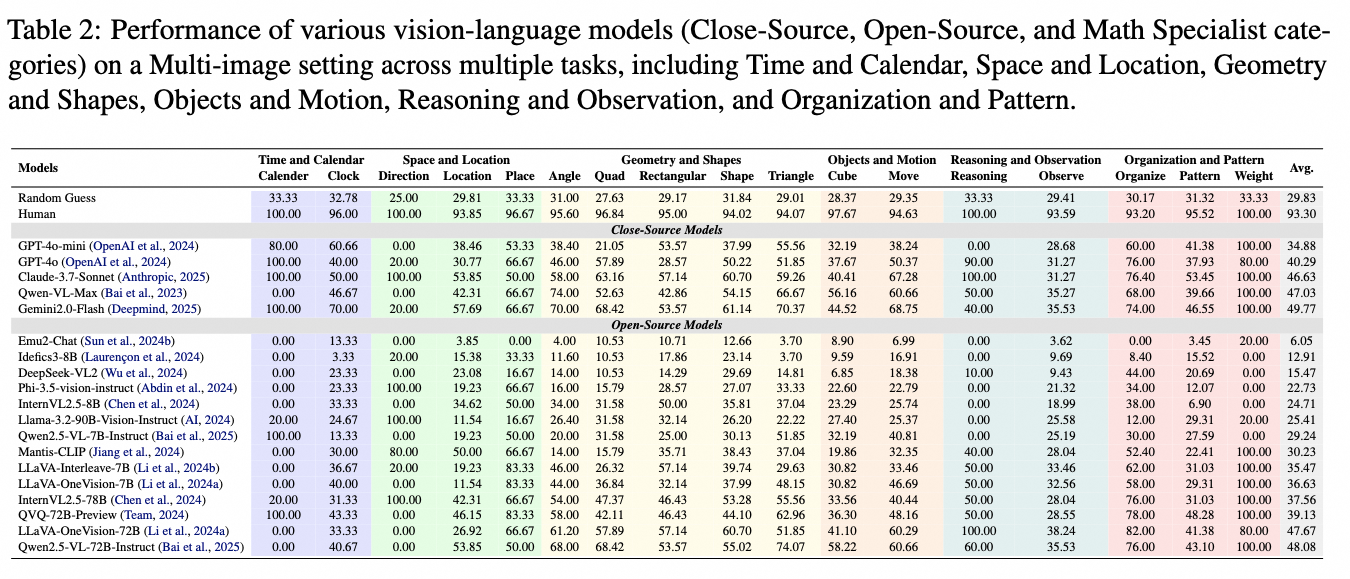 Table 2: Performance of various vision-language models (Close-Source, Open-Source, and Math Specialist cate-
gories) on a Multi-image setting across multiple tasks, including Time and Calendar, Space and Location, Geometry
and Shapes, Objects and Motion, Reasoning and Observation, and Organization and Pattern.
Models Time and Calendar Space and Location Geometry and Shapes Objects and Motion Reasoning and Observation Organization and Pattern Avg.
Calender Clock Direction Location Place Angle Quad Rectangular Shape Triangle Cube Move Reasoning Observe Organize Pattern Weight
Random Guess 33.33 32.78 25.00 29.81 33.33 31.00 27.63 29.17 31.84 29.01 28.37 29.35 33.33 29.41 30.17 31.32 33.33 29.83
Human 100.00 96.00 100.00 93.85 96.67 95.60 96.84 95.00 94.02 94.07 97.67 94.63 100.00 93.59 93.20 95.52 100.00 93.30
Close-Source Models
GPT-4o-mini (OpenAI et al., 2024) 80.00 60.66 0.00 38.46 53.33 38.40 21.05 53.57 37.99 55.56 32.19 38.24 0.00 28.68 60.00 41.38 100.00 34.88
GPT-4o (OpenAI et al., 2024) 100.00 40.00 20.00 30.77 66.67 46.00 57.89 28.57 50.22 51.85 37.67 50.37 90.00 31.27 76.00 37.93 80.00 40.29
Claude-3.7-Sonnet (Anthropic, 2025) 100.00 50.00 100.00 53.85 50.00 58.00 63.16 57.14 60.70 59.26 40.41 67.28 100.00 31.27 76.40 53.45 100.00 46.63
Qwen-VL-Max (Bai et al., 2023) 0.00 46.67 0.00 42.31 66.67 74.00 52.63 42.86 54.15 66.67 56.16 60.66 50.00 35.27 68.00 39.66 100.00 47.03
Gemini2.0-Flash (Deepmind, 2025) 100.00 70.00 20.00 57.69 66.67 70.00 68.42 53.57 61.14 70.37 44.52 68.75 40.00 35.53 74.00 46.55 100.00 49.77
Open-Source Models
Emu2-Chat (Sun et al., 2024b) 0.00 13.33 0.00 3.85 0.00 4.00 10.53 10.71 12.66 3.70 8.90 6.99 0.00 3.62 0.00 3.45 20.00 6.05
Idefics3-8B (Laurençon et al., 2024) 0.00 3.33 20.00 15.38 33.33 11.60 10.53 17.86 23.14 3.70 9.59 16.91 0.00 9.69 8.40 15.52 0.00 12.91
DeepSeek-VL2 (Wu et al., 2024) 0.00 23.33 0.00 23.08 16.67 14.00 10.53 14.29 29.69 14.81 6.85 18.38 10.00 9.43 44.00 20.69 0.00 15.47
Phi-3.5-vision-instruct (Abdin et al., 2024) 0.00 23.33 100.00 19.23 66.67 16.00 15.79 28.57 27.07 33.33 22.60 32.79 0.00 21.32 34.00 12.07 0.00 22.73
InternVL2.5-8B (Chen et al., 2024) 0.00 33.33 0.00 34.62 50.00 34.00 31.58 50.00 35.81 37.04 23.29 25.74 0.00 18.99 38.00 6.90 0.00 24.71
Llama-3.2-90B-Vision-Instruct (AI, 2024) 20.00 24.67 100.00 11.54 16.67 26.40 31.58 32.14 26.20 22.22 27.40 25.37 0.00 25.58 12.00 29.31 20.00 25.41
Qwen2.5-VL-7B-Instruct (Bai et al., 2025) 100.00 13.33 0.00 19.23 50.00 20.00 31.58 25.00 30.13 51.85 32.19 40.81 0.00 25.19 30.00 27.59 0.00 29.24
Mantis-CLIP (Jiang et al., 2024) 0.00 30.00 80.00 50.00 66.67 14.00 15.79 35.71 38.43 37.04 19.86 32.35 40.00 28.04 52.40 22.41 100.00 30.23
LLaVA-Interleave-7B (Li et al., 2024b) 0.00 36.67 20.00 19.23 83.33 46.00 26.32 57.14 39.74 29.63 30.82 33.46 50.00 33.46 62.00 31.03 0.00 35.47
LLaVA-OneVision-7B (Li et al., 2024a) 0.00 40.00 0.00 11.54 83.33 44.00 36.84 32.14 37.99 48.15 30.82 46.69 50.00 32.56 58.00 29.31 100.00 36.63
InternVL2.5-78B (Chen et al., 2024) 20.00 31.33 100.00 42.31 66.67 54.00 47.37 46.43 53.28 55.56 33.56 40.44 0.00 28.04 76.00 31.03 100.00 37.56
QVQ-72B-Preview (Team, 2024) 100.00 43.33 0.00 46.15 83.33 58.00 42.11 46.43 44.10 62.96 36.30 48.16 50.00 28.55 78.00 48.28 100.00 39.13
LLaVA-OneVision-72B (Li et al., 2024a) 0.00 33.33 0.00 26.92 66.67 61.20 57.89 57.14 60.70 51.85 41.10 60.29 100.00 38.24 82.00 41.38 80.00 47.67
Qwen2.5-VL-72B-Instruct (Bai et al., 2025) 0.00 40.67 0.00 53.85 50.00 68.00 68.42 53.57 55.02 74.07 58.22 60.66 60.00 35.53 76.00 43.10 100.00 48.08